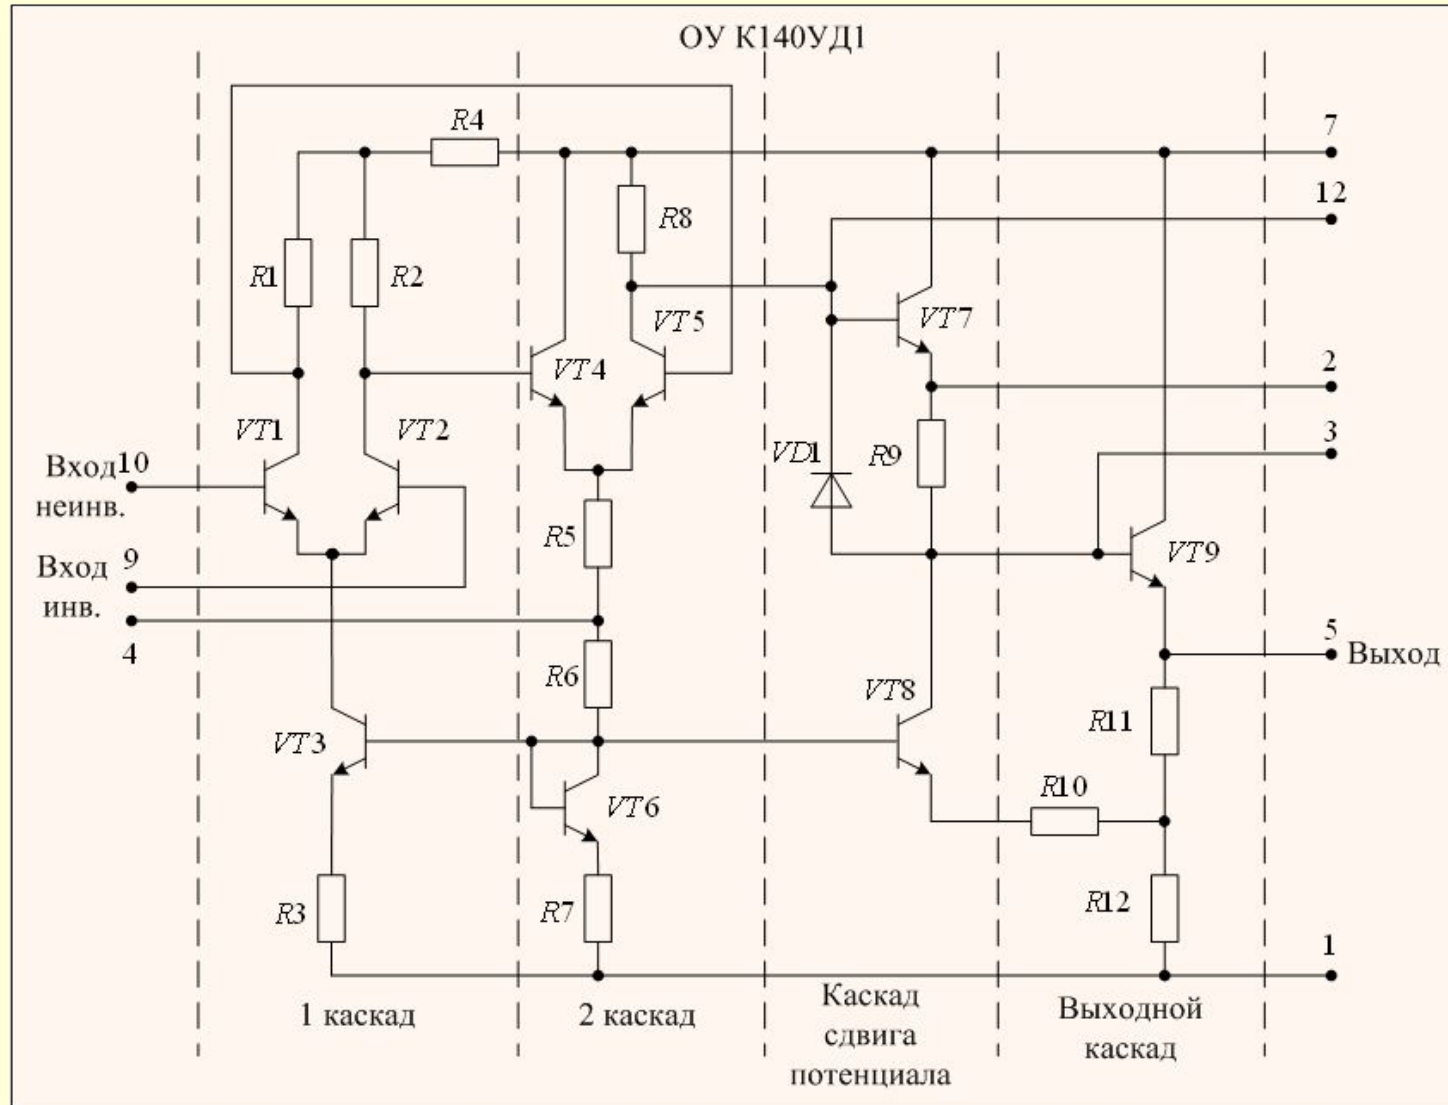 ОУ К140УД1
R4
7
12
R8
R1
R2
VT5
VT7
VT4
2
VT1
VT2
3
Вход 10
неинв.
VD1
R9
R5
VT9
Вход 9
инв.
4
5
Выход
R6
VT8
VT3
R11
R10
VT6
R3
R7
R12
1
1 каскад
2 каскад
Каскад
сдвига
потенциала
Выходной
каскад